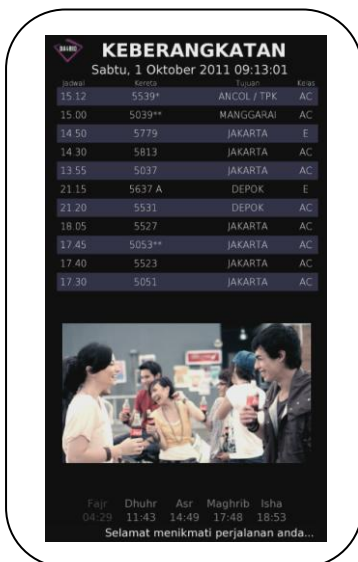 KEBERANGKATAN
Sabtu, 1 Oktober 2011 09:13:01
Jadwal Kereta Tujuan Kelas
15.12 5539* ANCOL / TPK AC
15.00 5039** MANGGARAI AC
14 50 5779 JAKARTA E
14.30 5813 JAKARTA AC
13.55 5037 JAKARTA AC
21.15 5637 A DEPOK E
21 20 5531 DEPOK AC
18.05 5527 JAKARTA AC
17.45 5053** JAKARTA AC
17.40 5523 JAKARTA AC
17 30 5051 JAKARTA AC
Fajr Dhuhr Asr Maghrib Isha
04:29 11:43 14:49 17:48 18:53
Selamat menikmati perjalanan anda...